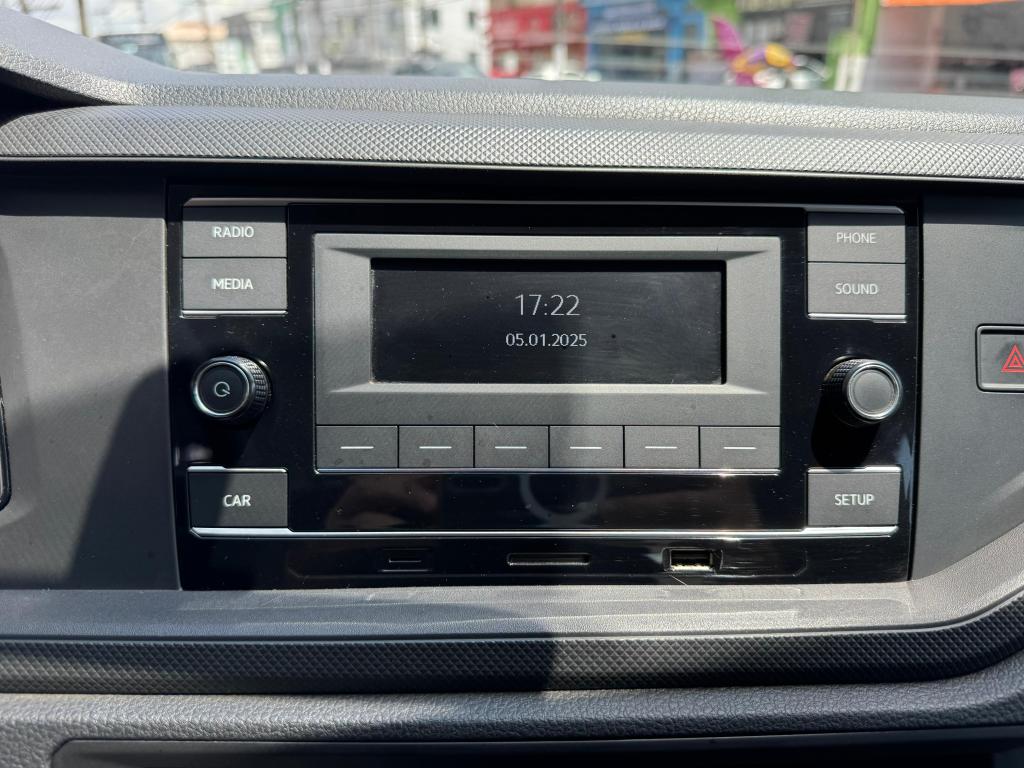 RADIO
MEDIA
17:22
05.01.2025
PHONE
SOUND
CAR
SETUP